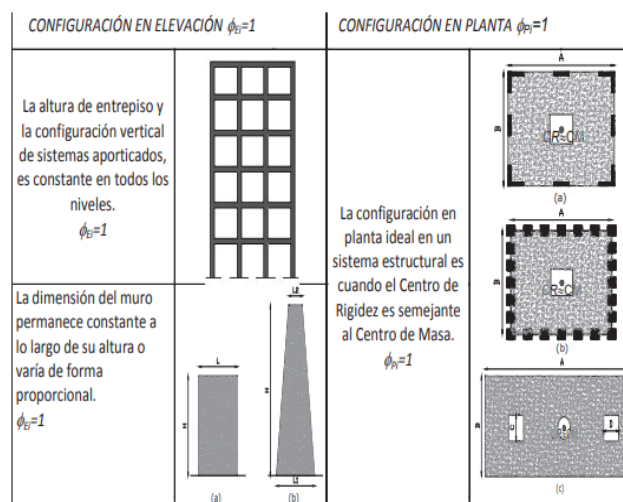 CONFIGURACIÓN EN ELEVACIÓN ϕEi=1
CONFIGURACIÓN EN PLANTA ϕPi=1
La altura de entrepiso y
la configuración vertical
de sistemas aporticados,
es constante en todos los
niveles.
ϕEi=1
La dimensión del muro
permanece constante a
lo largo de su altura o
varía de forma
proporcional.
ϕEi=1
L
H
(a)
L2
H
L1
(b)
La configuración en
planta ideal en un
sistema estructural es
cuando el Centro de
Rigidez es semejante
al Centro de Masa.
ϕPi=1
A
B
CR≈CM
(a)
A
B
CR≈CM
(b)
A
B
C
D
(c)